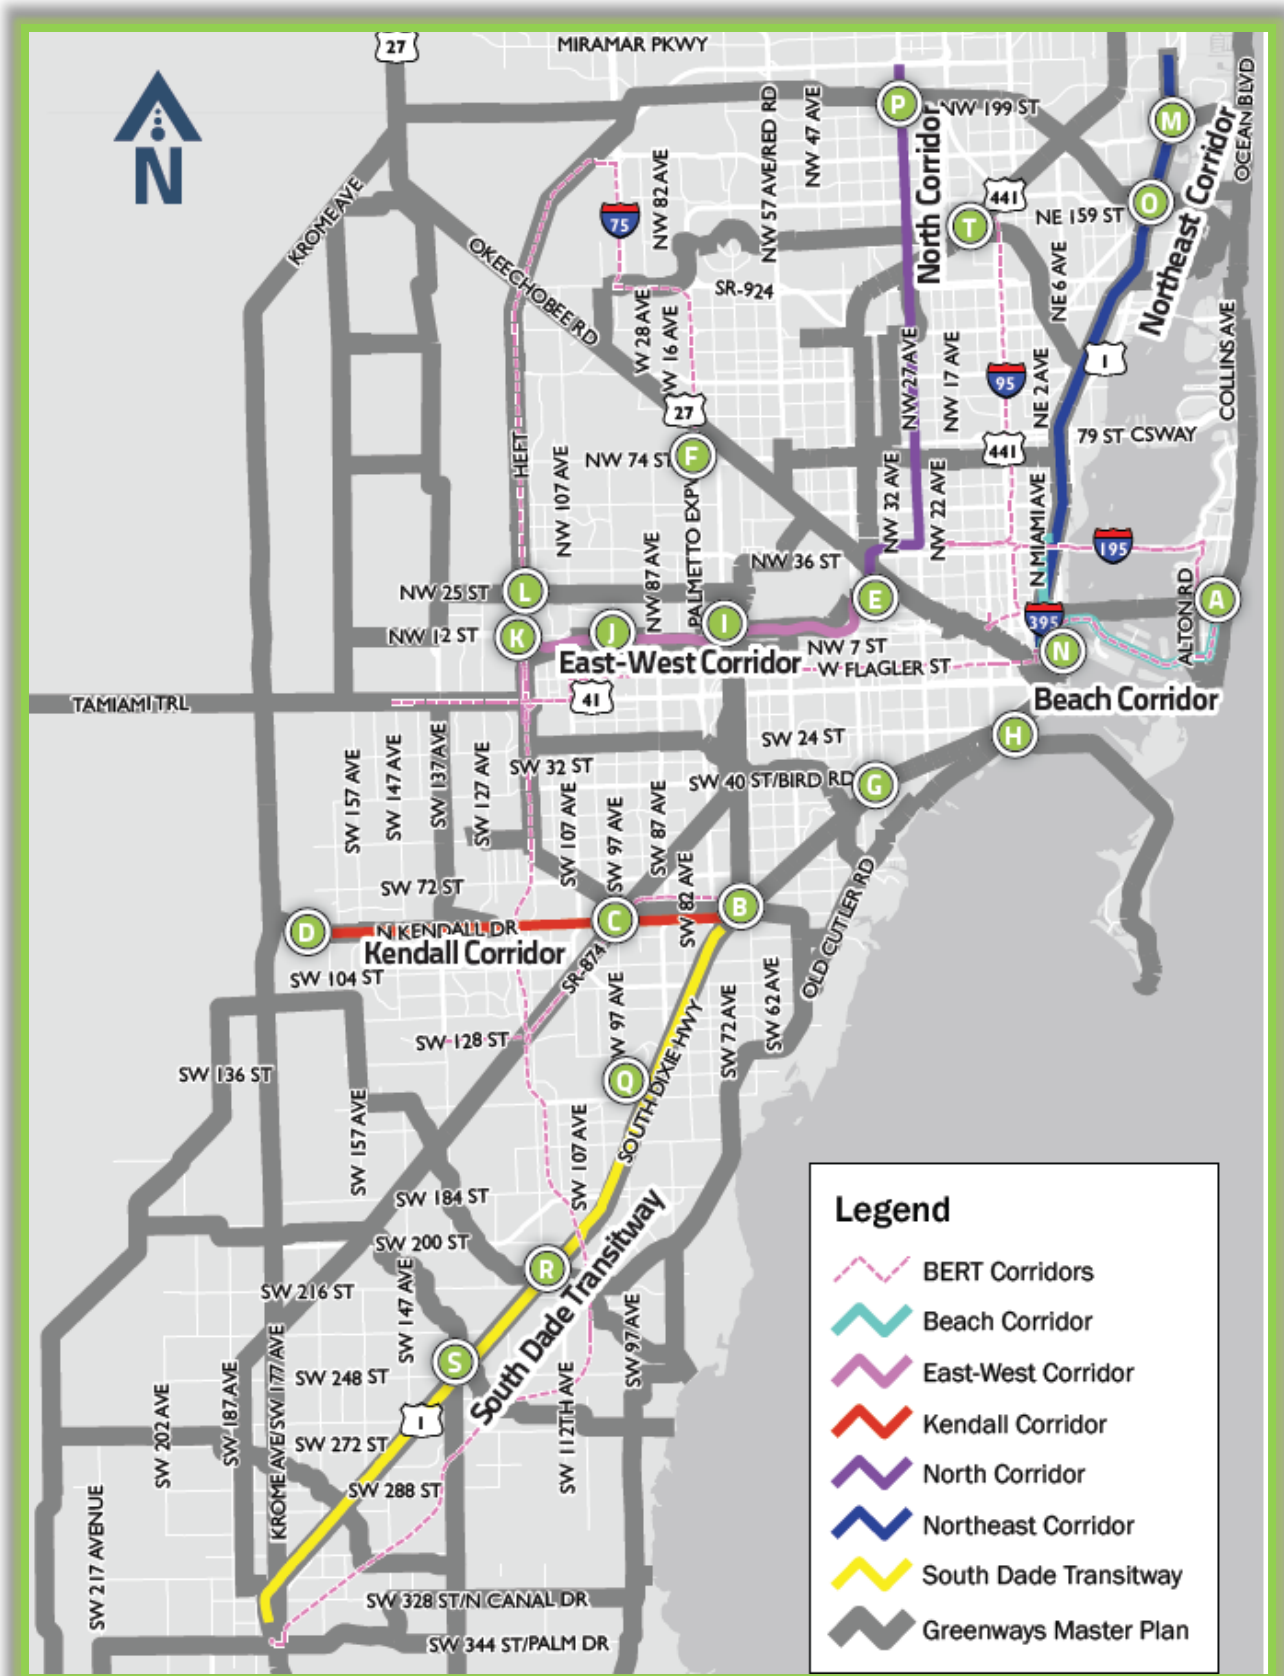 27
MIRAMAR PKWY
N
KROME AVE
OKEECHOBEE RD
75
NW 82 AVE
NW 57 AVE/RED RD
NW 47 AVE
P
NW 199 ST
North Corridor
M
OCEAN BLVD
441
T
NE 159 ST
O
Northeast Corridor
NE 6 AVE
SR-924
W 28 AVE
W 16 AVE
27
NW 27 AVE
NW 17 AVE
95
NE 2 AVE
1
COLLINS AVE
79 ST CSWAY
441
HEFT
NW 107 AVE
NW 74 ST
F
PALMETTO EXPY
NW 32 AVE
NW 22 AVE
N MIAMI AVE
195
NW 87 AVE
NW 36 ST
NW 25 ST
L
E
395
ALTON RD
A
NW 12 ST
K
J
I
NW 7 ST
N
East-West Corridor
W FLAGLER ST
41
Beach Corridor
TAMIAMI TRL
H
SW 24 ST
SW 32 ST
SW 40 ST/BIRD RD
G
SW 157 AVE
SW 147 AVE
SW 137 AVE
SW 127 AVE
SW 107 AVE
SW 97 AVE
SW 87 AVE
SW 82 AVE
SW 72 ST
D
N KENDALL DR
C
B
Kendall Corridor
OLD CUTLER RD
SW 104 ST
SR-874
SW 97 AVE
SW 72 AVE
SW 62 AVE
SW 128 ST
SW 136 ST
Q
SOUTH DIXIE HWY
SW 157 AVE
SW 107 AVE
SW 184 ST
SW 200 ST
R
South Dade Transitway
SW 216 ST
SW 147 AVE
S
SW 97 AVE
SW 248 ST
KROME AVE/SW 177 AVE
SW 187 AVE
SW 202 AVE
1
SW 112TH AVE
SW 272 ST
SW 288 ST
SW 217 AVENUE
SW 328 ST/N CANAL DR
SW 344 ST/PALM DR
Legend
BERT Corridors
Beach Corridor
East-West Corridor
Kendall Corridor
North Corridor
Northeast Corridor
South Dade Transitway
Greenways Master Plan